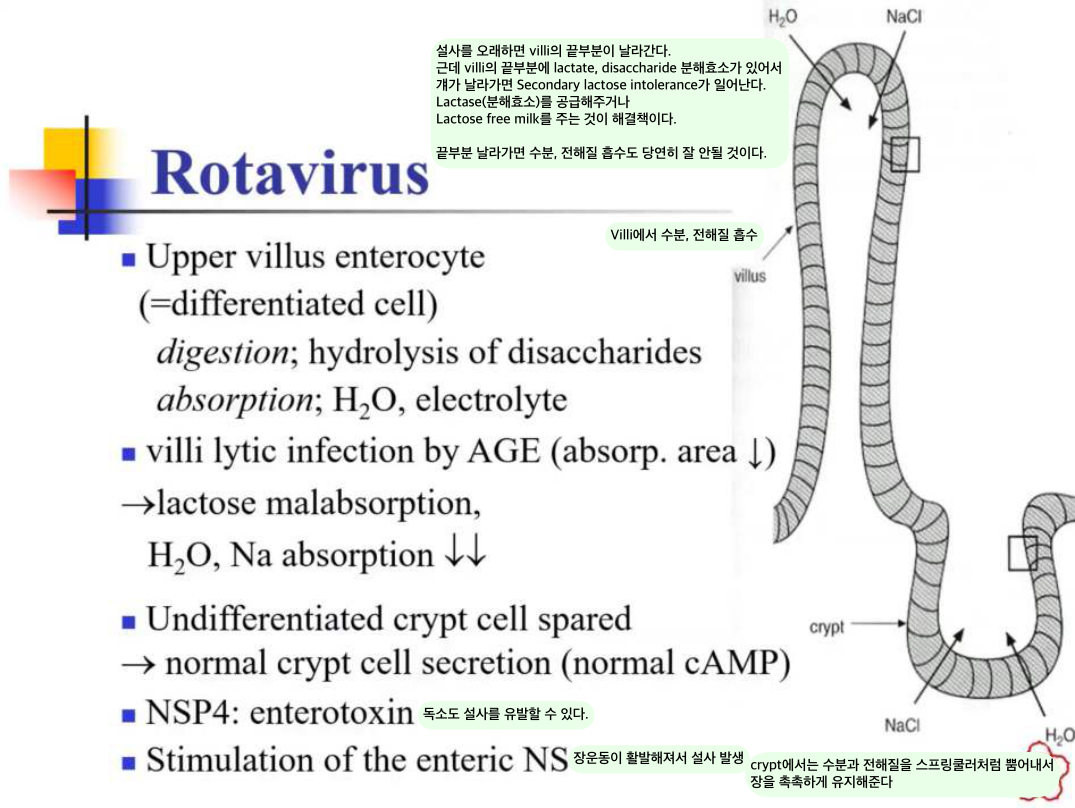 H₂O
NaCl
설사를 오래하면 villi의 끝부분이 날라간다.
근데 villi의 끝부분에 lactate, disaccharide 분해효소가 있어서
걔가 날라가면 Secondary lactose intolerance가 일어난다.
Lactase(분해효소)를 공급해주거나
Lactose free milk를 주는 것이 해결책이다.
끝부분 날라가면 수분, 전해질 흡수도 당연히 잘 안될 것이다.
Rotavirus
Villi에서 수분, 전해질 흡수
villus
■ Upper villus enterocyte
(=differentiated cell)
digestion; hydrolysis of disaccharides
absorption; H₂O, electrolyte
■ villi lytic infection by AGE (absorp. area ↓)
→lactose malabsorption,
H₂O, Na absorption ↓↓
■ Undifferentiated crypt cell spared
→ normal crypt cell secretion (normal cAMP)
crypt
■ NSP4: enterotoxin 독소도 설사를 유발할 수 있다.
■ Stimulation of the enteric NS 장운동이 활발해져서 설사 발생
NaCl
H₂O
crypt에서는 수분과 전해질을 스프링쿨러처럼 뿜어내서
장을 촉촉하게 유지해준다